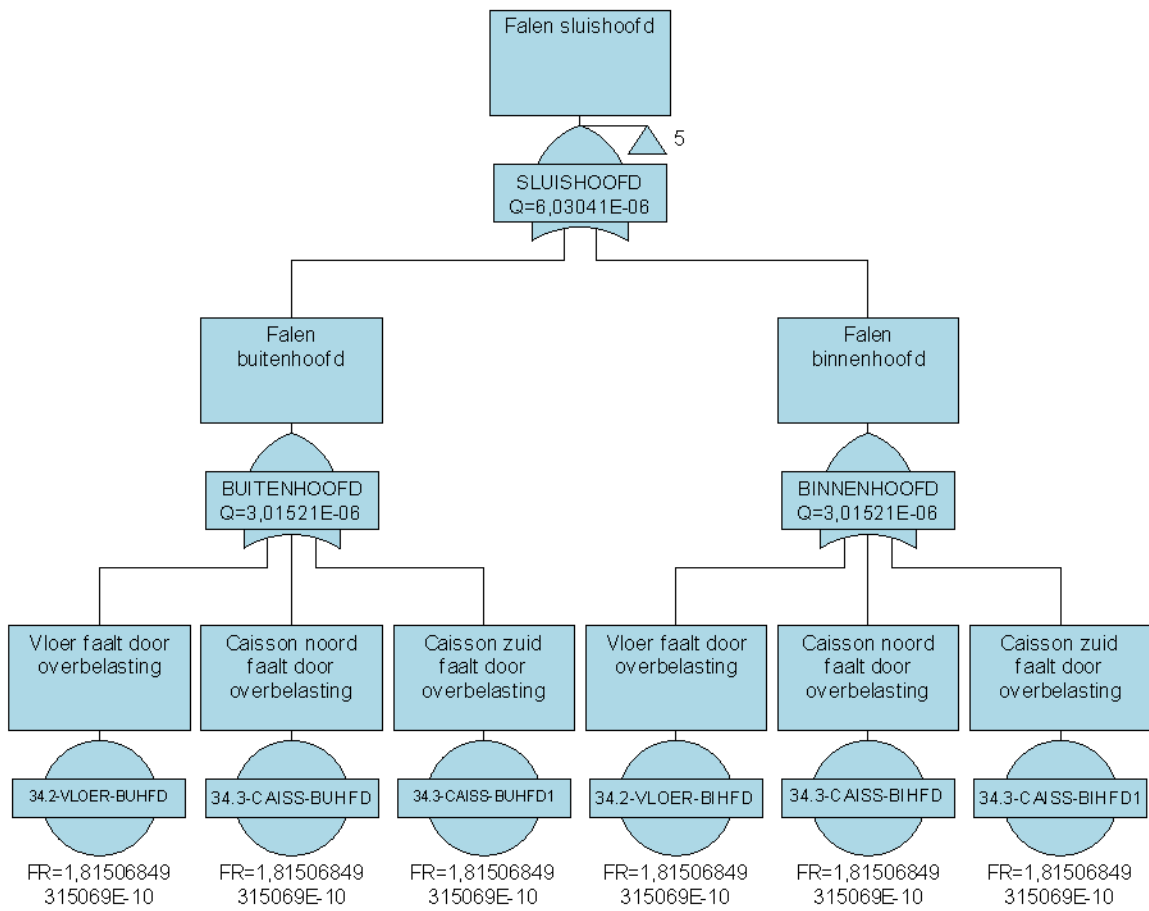 Falen sluishoofd
5
SLUISHOOFD
Q=6,03041E-06
Falen
buitenhoofd
Falen
binnenhoofd
BUITENHOOFD
Q=3,01521E-06
BINNENHOOFD
Q=3,01521E-06
Vloer faalt door
overbelasting
Caisson noord
faalt door
overbelasting
Caisson zuid
faalt door
overbelasting
Vloer faalt door
overbelasting
Caisson noord
faalt door
overbelasting
Caisson zuid
faalt door
overbelasting
34.2-VLOER-BUHFD
34.3-CAISS-BUHFD
34.3-CAISS-BUHFD1
34.2-VLOER-BIHFD
34.3-CAISS-BIHFD
34.3-CAISS-BIHFD1
FR=1,81506849
315069E-10
FR=1,81506849
315069E-10
FR=1,81506849
315069E-10
FR=1,81506849
315069E-10
FR=1,81506849
315069E-10
FR=1,81506849
315069E-10